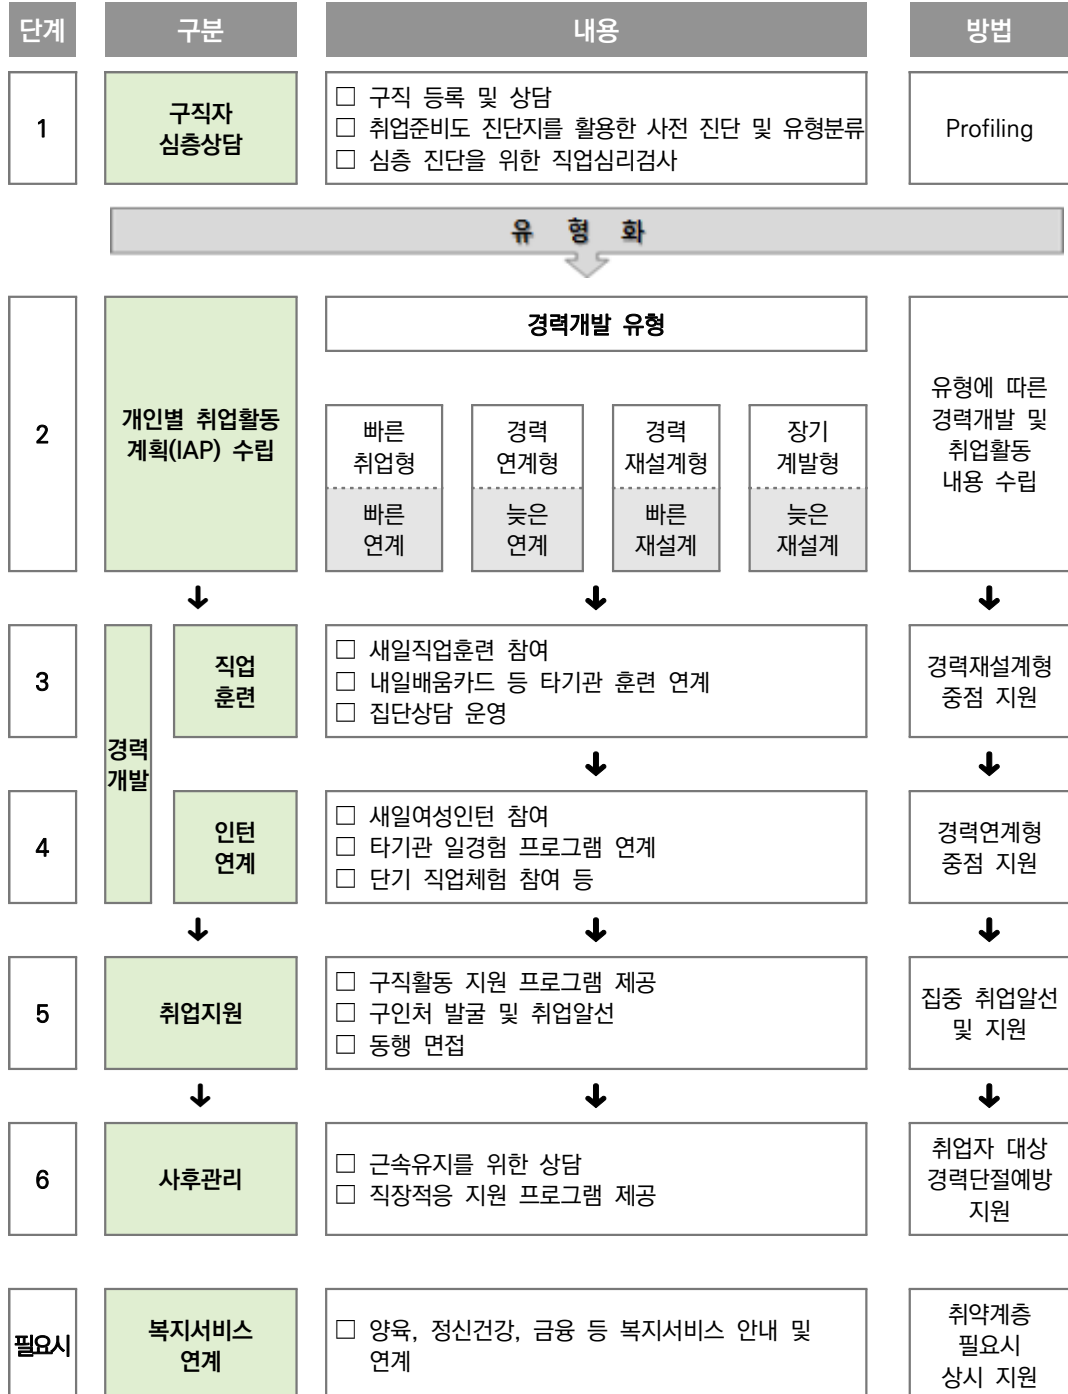 단계 구분 내용 방법
1
구직자
심층상담
□ 구직 등록 및 상담
□ 취업준비도 진단지를 활용한 사전 진단 및 유형분류
□ 심층 진단을 위한 직업심리검사
Profiling
유 형 화
2
개인별 취업활동
계획(IAP) 수립
경력개발 유형
빠른
취업형
빠른
연계
경력
연계형
늦은
연계
경력
재설계형
빠른
재설계
장기
계발형
늦은
재설계
유형에 따른
경력개발 및
취업활동
내용 수립
경력
개발
3
직업
훈련
□ 새일직업훈련 참여
□ 내일배움카드 등 타기관 훈련 연계
□ 집단상담 운영
경력재설계형
중점 지원
4
인턴
연계
□ 새일여성인턴 참여
□ 타기관 일경험 프로그램 연계
□ 단기 직업체험 참여 등
경력연계형
중점 지원
5
취업지원
□ 구직활동 지원 프로그램 제공
□ 구인처 발굴 및 취업알선
□ 동행 면접
집중 취업알선
및 지원
6
사후관리
□ 근속유지를 위한 상담
□ 직장적응 지원 프로그램 제공
취업자 대상
경력단절예방
지원
필요시
복지서비스
연계
□ 양육, 정신건강, 금융 등 복지서비스 안내 및
연계
취약계층
필요시
상시 지원